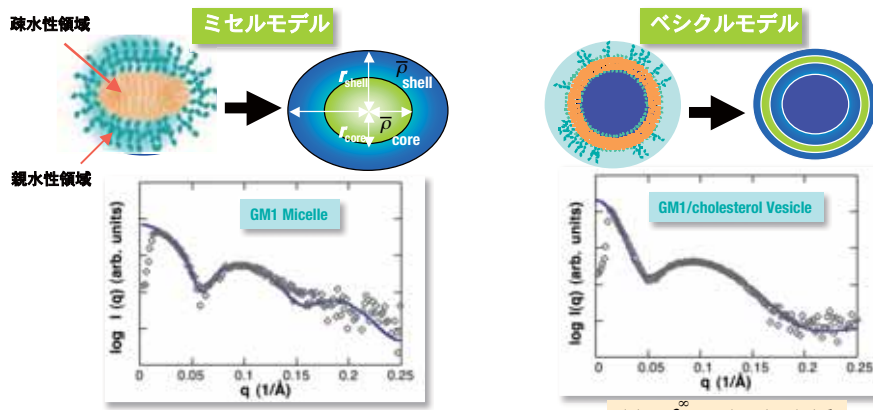 ミセルモデル
疎水性領域
親水性領域
r shell
ρ̅ shell
r core
ρ̅ core
GM1 Micelle
log I (q) (arb. units)
0 0.05 0.1 0.15 0.2 0.25
q (1/Å)
ベシクルモデル
GM1/cholesterol Vesicle
log I(q) (arb. units)
0 0.05 0.1 0.15 0.2 0.25
q (1/Å)
∞